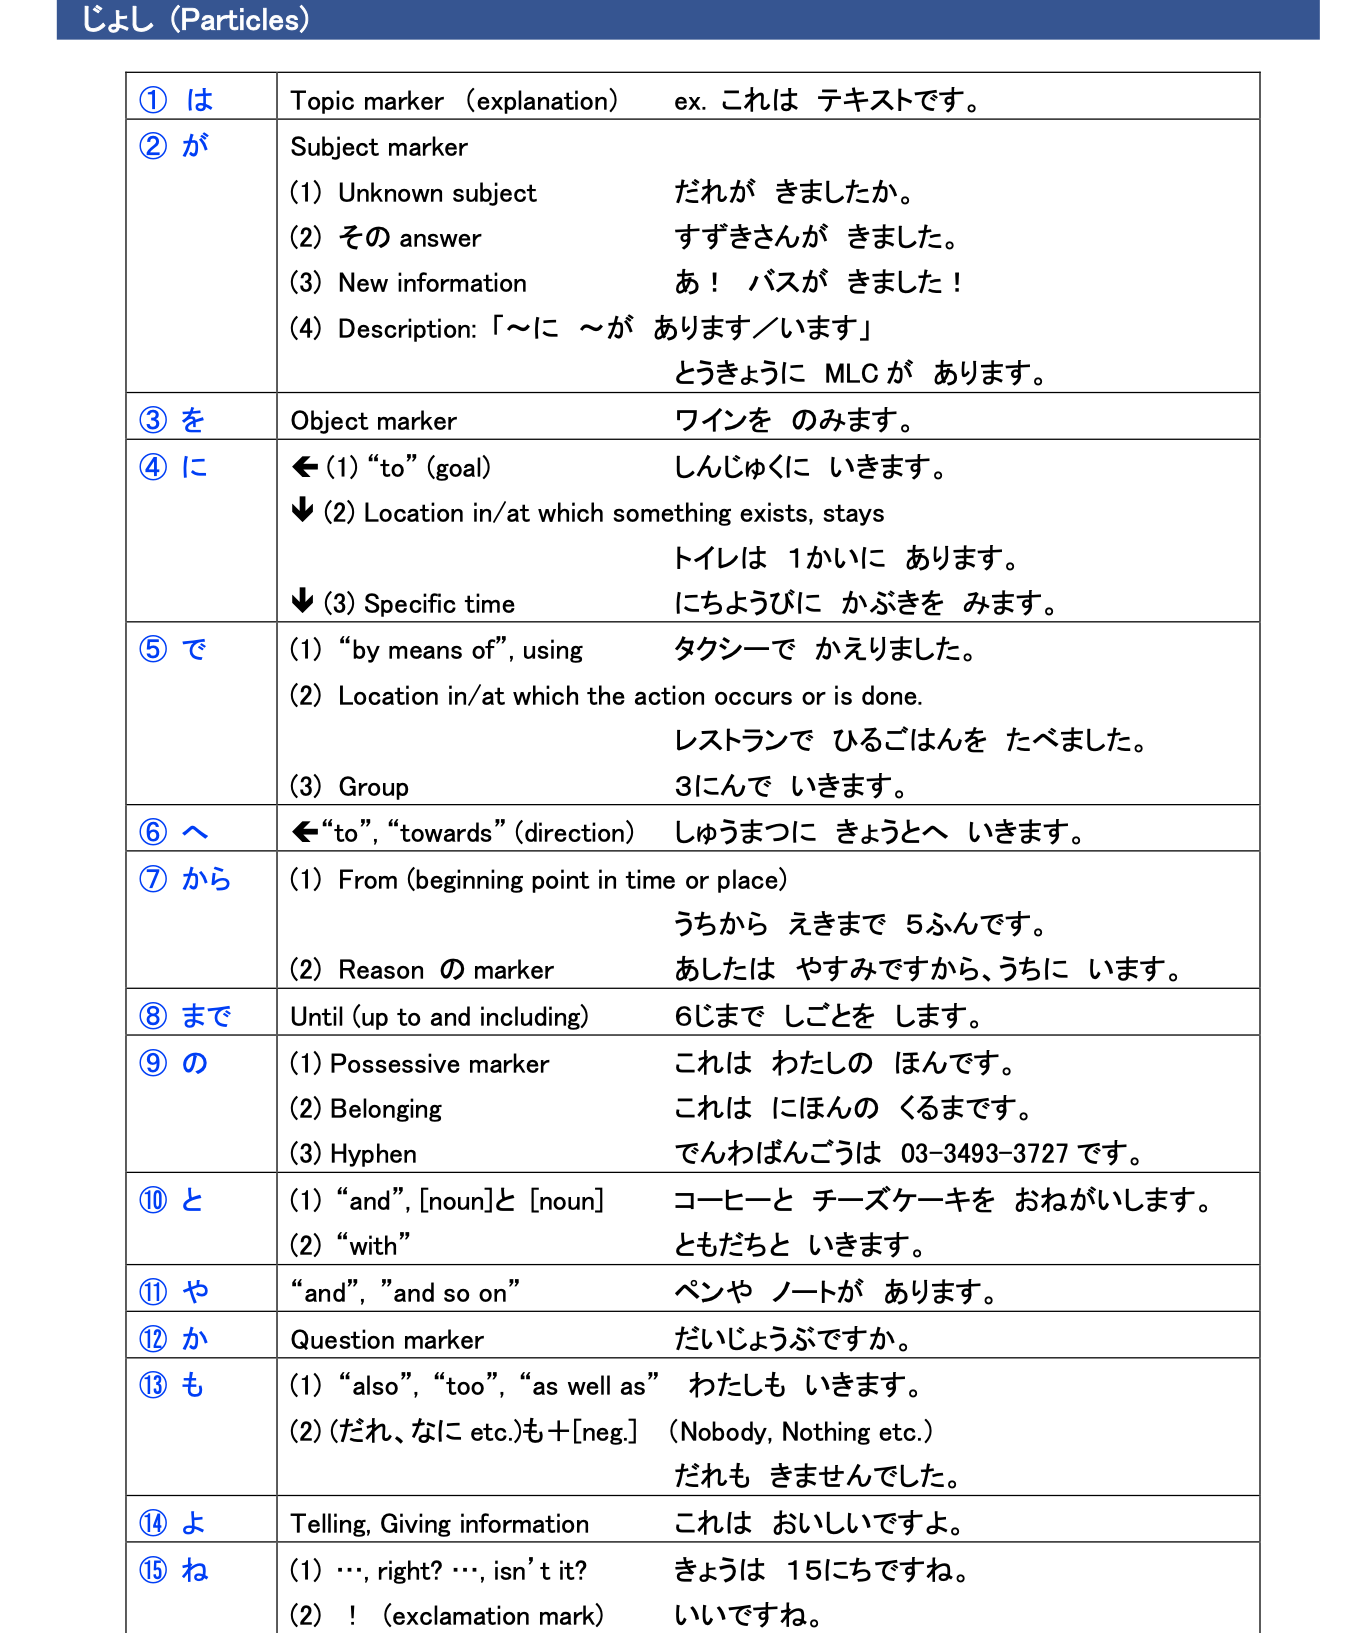 じょし (Particles)
① は Topic marker （explanation） ex. これは テキストです。
② が Subject marker
(1) Unknown subject だれが きましたか。
(2) その answer すずきさんが きました。
(3) New information あ！ バスが きました！
(4) Description: 「～に ～が あります／います」
とうきょうに MLC が あります。
③ を Object marker ワインを のみます。
④ に 🡸 (1) “to” (goal) しんじゅくに いきます。
🡻 (2) Location in/at which something exists, stays
トイレは １かいに あります。
🡻 (3) Specific time にちようびに かぶきを みます。
⑤ で (1) “by means of”, using タクシーで かえりました。
(2) Location in/at which the action occurs or is done.
レストランで ひるごはんを たべました。
(3) Group ３にんで いきます。
⑥ へ 🡸“to”, “towards” (direction) しゅうまつに きょうとへ いきます。
⑦ から (1) From (beginning point in time or place)
うちから えきまで ５ふんです。
(2) Reason の marker あしたは やすみですから、うちに います。
⑧ まで Until (up to and including) ６じまで しごとを します。
⑨ の (1) Possessive marker これは わたしの ほんです。
(2) Belonging これは にほんの くるまです。
(3) Hyphen でんわばんごうは 03-3493-3727 です。
⑩ と (1) “and”, [noun]と [noun] コーヒーと チーズケーキを おねがいします。
(2) “with” ともだちと いきます。
⑪ や “and”, ”and so on” ペンや ノートが あります。
⑫ か Question marker だいじょうぶですか。
⑬ も (1) “also”, “too”, “as well as” わたしも いきます。
(2) (だれ、なに etc.)も＋[neg.] （Nobody, Nothing etc.）
だれも きませんでした。
⑭ よ Telling, Giving information これは おいしいですよ。
⑮ ね (1) …, right? …, isn’t it? きょうは １５にちですね。
(2) ！ （exclamation mark） いいですね。